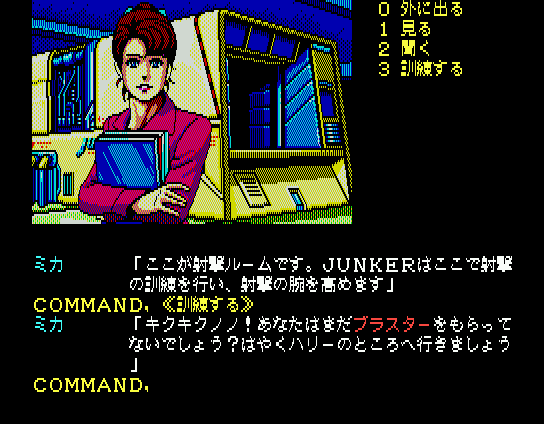 0 外に出る
1 見る
2 聞く
3 訓練する
ミカ 「ここが射撃ルームです。JUNKERはここで射撃
の訓練を行い、射撃の腕を高めます」
COMMAND,《訓練する》
ミカ 「キクキクノノ！あなたはまだブラスターをもらって
ないでしょう？はやくハリーのところへ行きましょう
」
COMMAND,